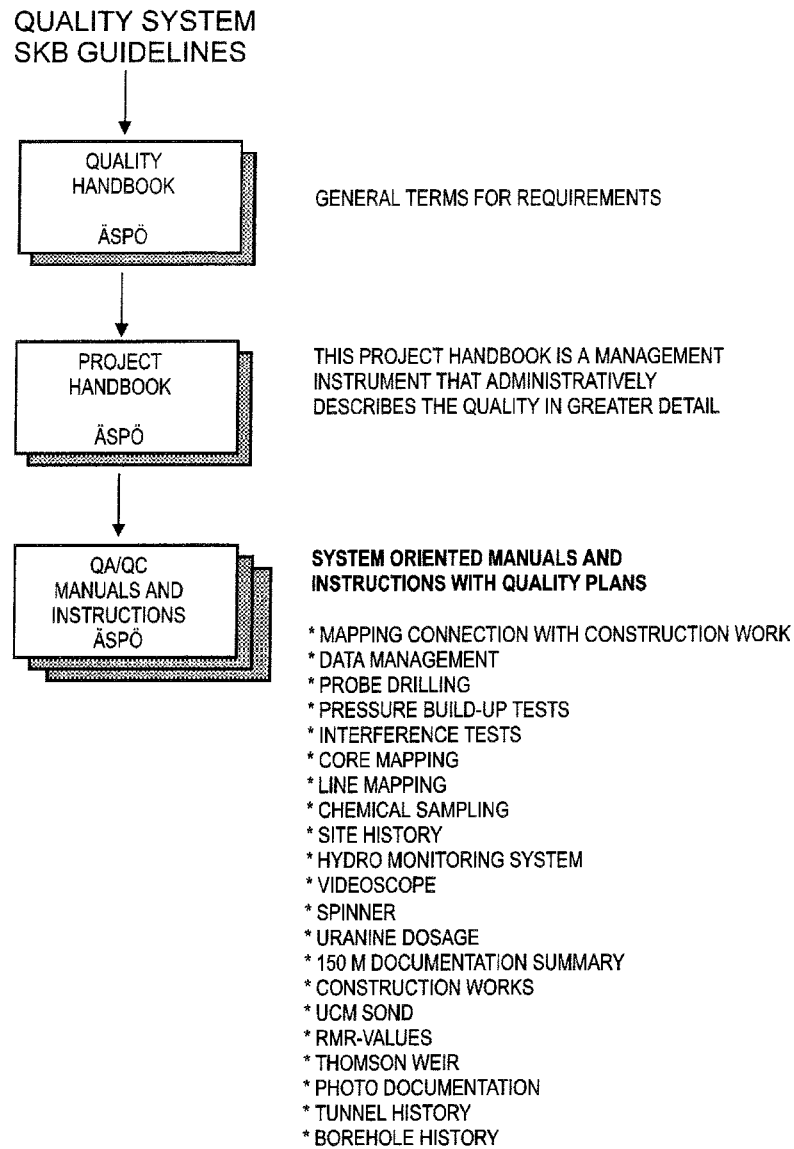 QUALITY SYSTEM
SKB GUIDELINES
QUALITY
HANDBOOK
ÄSPÖ
GENERAL TERMS FOR REQUIREMENTS
PROJECT
HANDBOOK
ÄSPÖ
THIS PROJECT HANDBOOK IS A MANAGEMENT
INSTRUMENT THAT ADMINISTRATIVELY
DESCRIBES THE QUALITY IN GREATER DETAIL
QA/QC
MANUALS AND
INSTRUCTIONS
ÄSPÖ
SYSTEM ORIENTED MANUALS AND
INSTRUCTIONS WITH QUALITY PLANS
* MAPPING CONNECTION WITH CONSTRUCTION WORK
* DATA MANAGEMENT
* PROBE DRILLING
* PRESSURE BUILD-UP TESTS
* INTERFERENCE TESTS
* CORE MAPPING
* LINE MAPPING
* CHEMICAL SAMPLING
* SITE HISTORY
* HYDRO MONITORING SYSTEM
* VIDEOSCOPE
* SPINNER
* URANINE DOSAGE
* 150 M DOCUMENTATION SUMMARY
* CONSTRUCTION WORKS
* UCM SOND
* RMR-VALUES
* THOMSON WEIR
* PHOTO DOCUMENTATION
* TUNNEL HISTORY
* BOREHOLE HISTORY